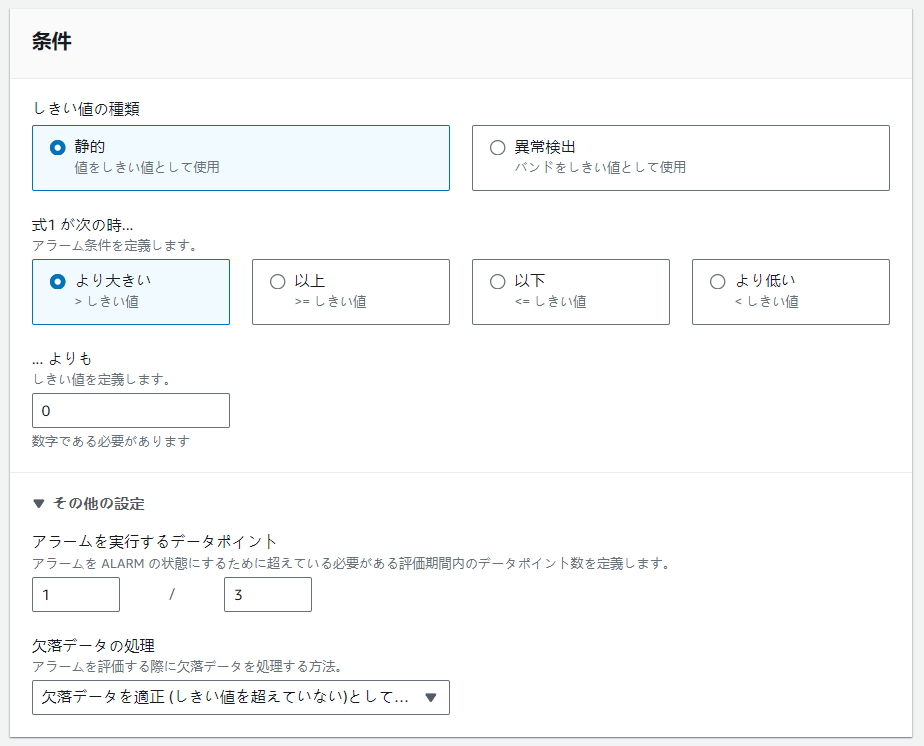 条件
しきい値の種類
静的
値をしきい値として使用
異常検出
バンドをしきい値として使用
式1 が次の時...
アラーム条件を定義します。
より大きい
> しきい値
以上
>= しきい値
以下
<= しきい値
より低い
< しきい値
... よりも
しきい値を定義します。
0
数字である必要があります
▼ その他の設定
アラームを実行するデータポイント
アラームを ALARM の状態にするために超えている必要がある評価期間内のデータポイント数を定義します。
1 / 3
欠落データの処理
アラームを評価する際に欠落データを処理する方法。
欠落データを適正 (しきい値を超えていない)として... ▼